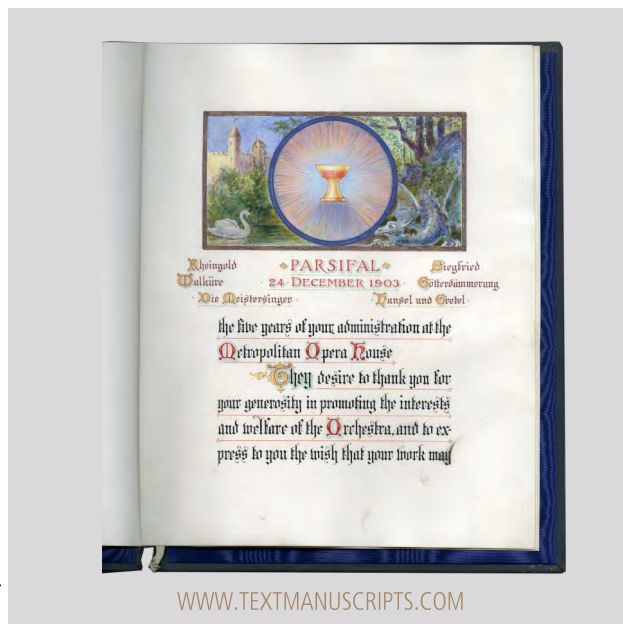 Rheingold ✥ PARSIFAL ✥ Siegfried
Walküre · 24 DECEMBER 1903 · Götterdämmerung
· Die Meistersinger · · Hansel und Gretel ·
the five years of your administration at the
Metropolitan Opera House
They desire to thank you for
your generosity in promoting the interests
and welfare of the Orchestra, and to ex-
press to you the wish that your work may
WWW.TEXTMANUSCRIPTS.COM